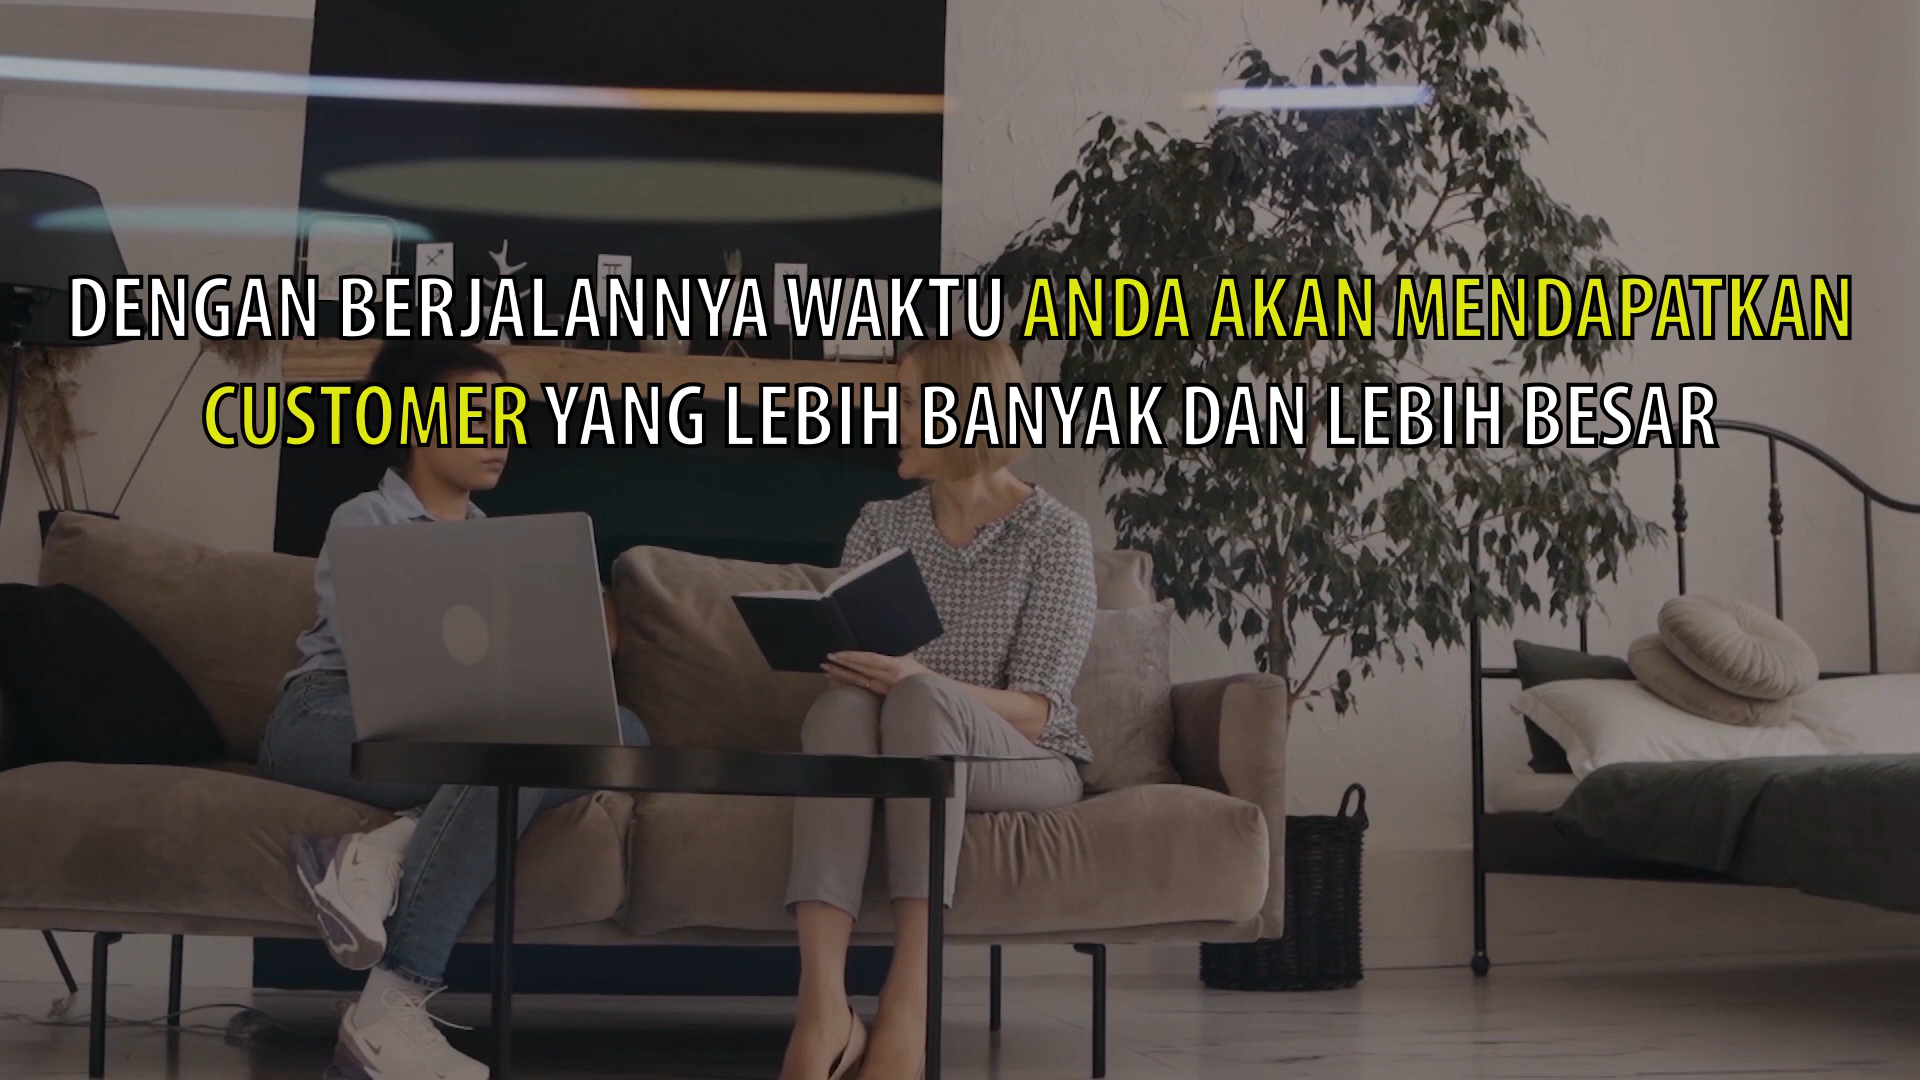 DENGAN BERJALANNYA WAKTU ANDA AKAN MENDAPATKAN
CUSTOMER YANG LEBIH BANYAK DAN LEBIH BESAR